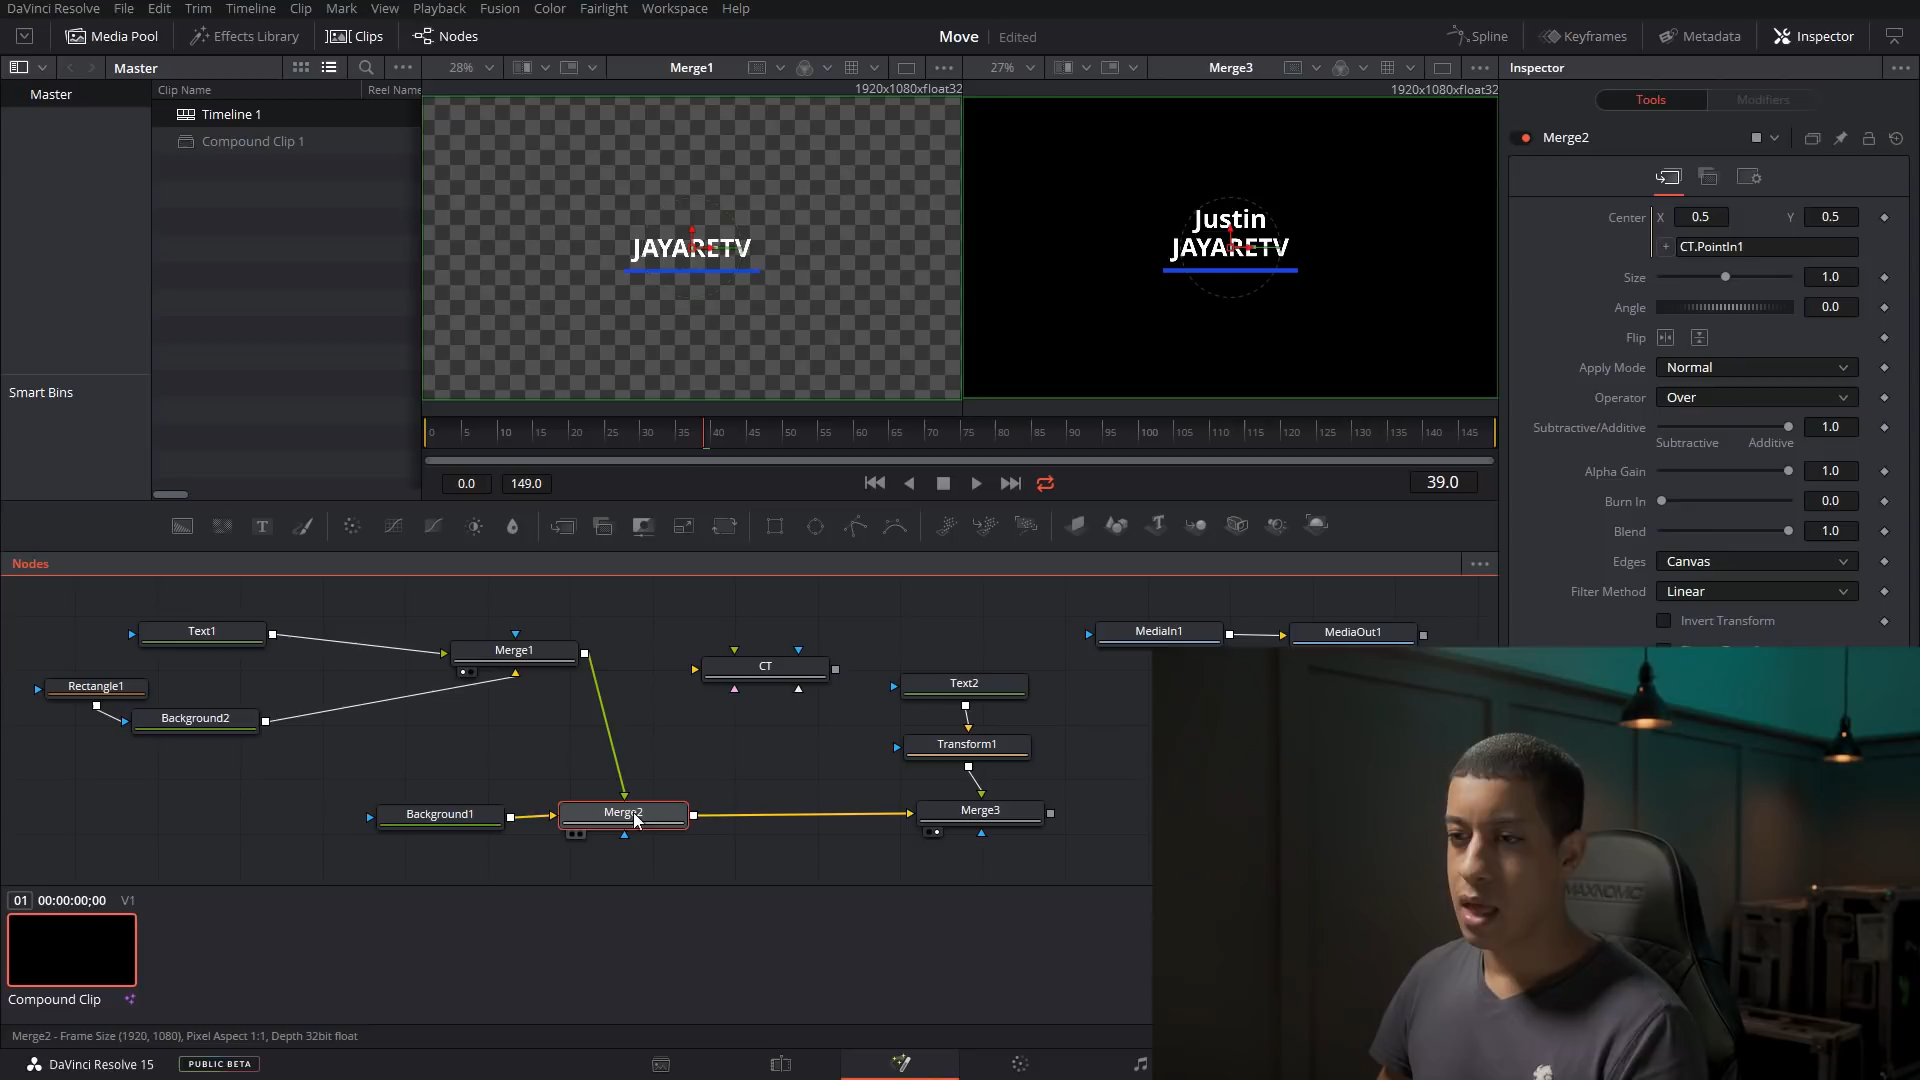 DaVinci Resolve File Edit Trim Timeline Clip Mark View Playback Fusion Color Fairlight Workspace Help
Media Pool Effects Library Clips Nodes Move Edited Spline Keyframes Metadata Inspector
Master 28% Merge1 27% Merge3 Inspector
Master Clip Name Reel Name 1920x1080xfloat32 1920x1080xfloat32 Tools Modifiers
Timeline 1
Compound Clip 1
Merge2
JAYARETV
Justin
JAYARETV
Center X 0.5 Y 0.5
+ CT.PointIn1
Size 1.0
Angle 0.0
Flip
Apply Mode Normal
Operator Over
Subtractive/Additive 1.0
Subtractive Additive
Alpha Gain 1.0
Burn In 0.0
Blend 1.0
Edges Canvas
Filter Method Linear
Invert Transform
Smart Bins
0 5 10 15 20 25 30 35 40 45 50 55 60 65 70 75 80 85 90 95 100 105 110 115 120 125 130 135 140 145
0.0 149.0 39.0
Nodes
Text1
Merge1
Rectangle1
Background2
CT
Text2
Transform1
MediaIn1
MediaOut1
Background1
Merge2
Merge3
01 00:00:00;00 V1
Compound Clip
Merge2 - Frame Size (1920, 1080), Pixel Aspect 1:1, Depth 32bit float
DaVinci Resolve 15 PUBLIC BETA
MAXNOMIC